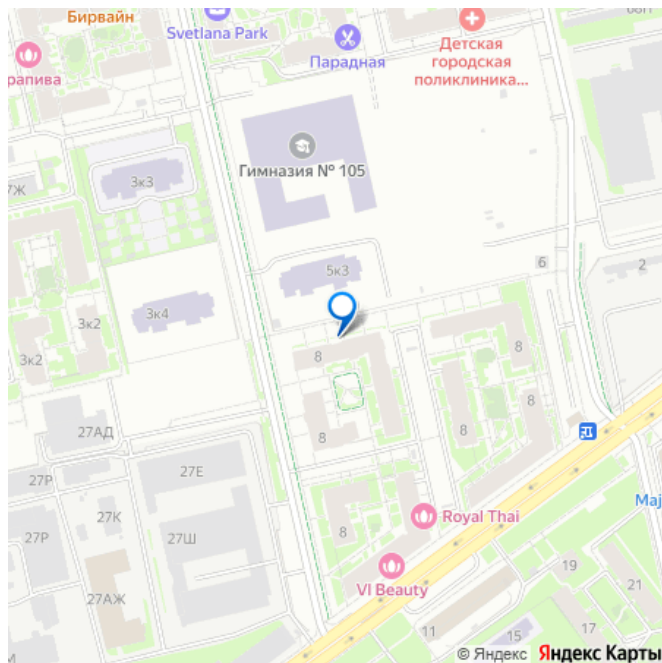 Бирвайн
Svetlana Park
Парадная
Детская
городская
поликлиника...
рапива
Гимназия № 105
3к3
7Ж
5к3
6
2
3к4
3к2
3к2
8
8
8
8
8
8
27АД
27Е
27Р
27К
27Р
27Ш
27АЖ
Royal Thai
VI Beauty
Maj
19
21
17
15
11
© Яндекс Яндекс Карты